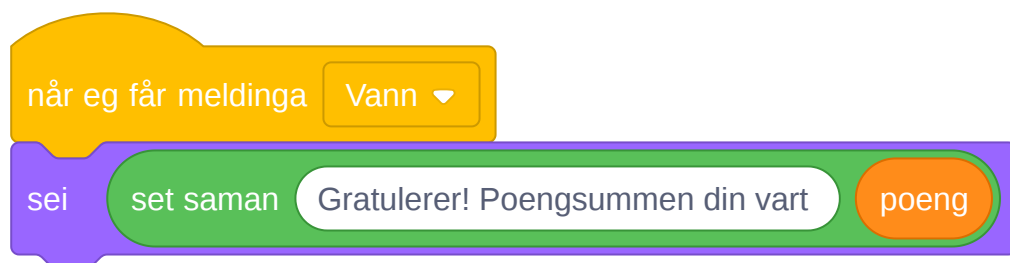 når eg får meldinga Vann
sei set saman Gratulerer! Poengsummen din vart poeng